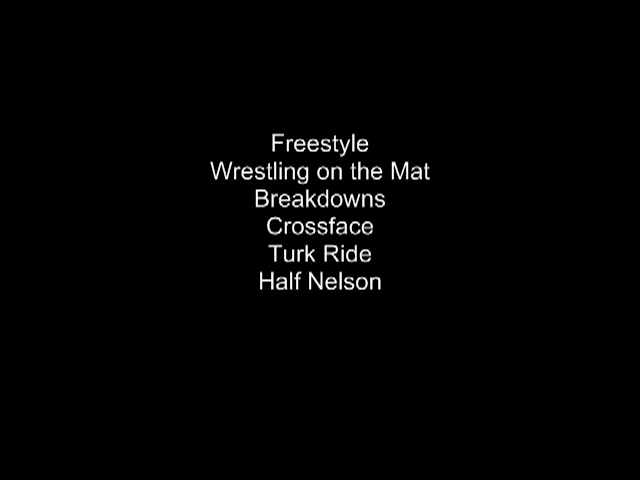 Freestyle
Wrestling on the Mat
Breakdowns
Crossface
Turk Ride
Half Nelson